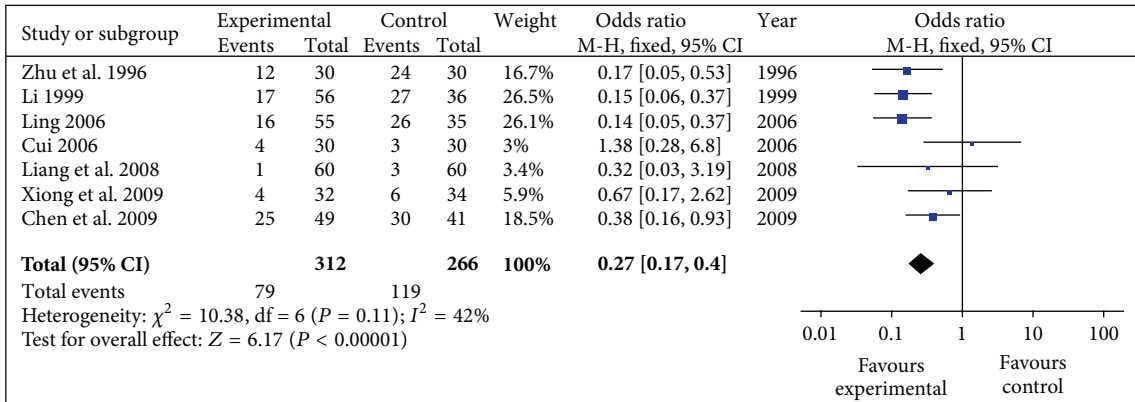 Study or subgroup Experimental Control Weight Odds ratio Year Odds ratio
Events Total Events Total M-H, fixed, 95% CI M-H, fixed, 95% CI
Zhu et al. 1996 12 30 24 30 16.7% 0.17 [0.05, 0.53] 1996
Li 1999 17 56 27 36 26.5% 0.15 [0.06, 0.37] 1999
Ling 2006 16 55 26 35 26.1% 0.14 [0.05, 0.37] 2006
Cui 2006 4 30 3 30 3% 1.38 [0.28, 6.8] 2006
Liang et al. 2008 1 60 3 60 3.4% 0.32 [0.03, 3.19] 2008
Xiong et al. 2009 4 32 6 34 5.9% 0.67 [0.17, 2.62] 2009
Chen et al. 2009 25 49 30 41 18.5% 0.38 [0.16, 0.93] 2009
Total (95% CI) 312 266 100% 0.27 [0.17, 0.4]
Total events 79 119
Heterogeneity: χ² = 10.38, df = 6 (P = 0.11); I² = 42%
Test for overall effect: Z = 6.17 (P < 0.00001)
0.01 0.1 1 10 100
Favours experimental Favours control